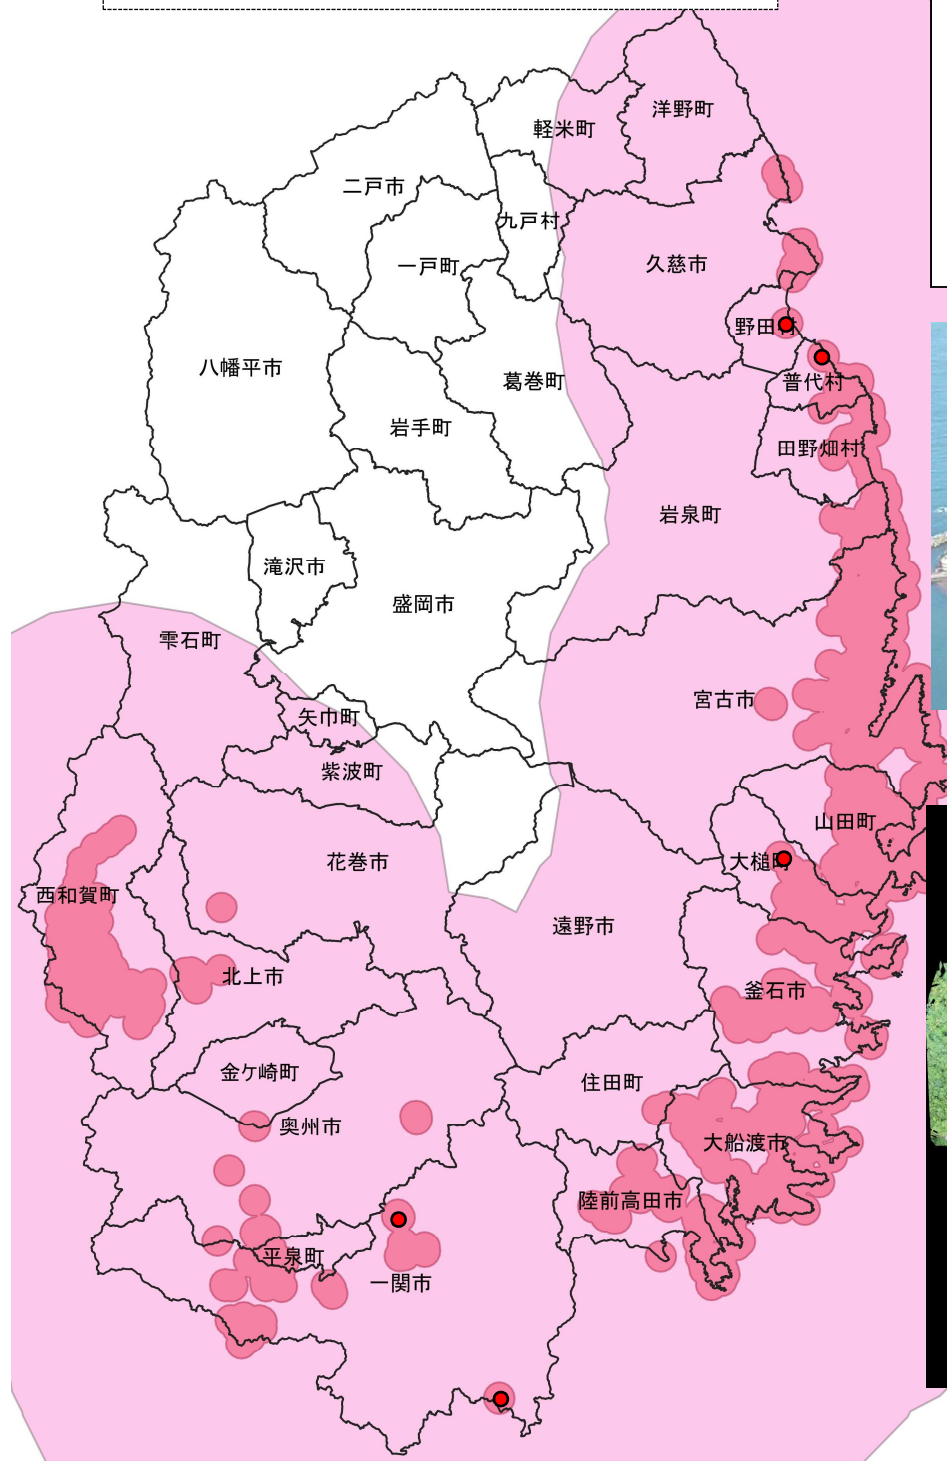 洋野町
軽米町
二戸市
九戸村
久慈市
一戸町
野田村
八幡平市
葛巻町
普代村
岩手町
田野畑村
岩泉町
滝沢市
盛岡市
雫石町
宮古市
矢巾町
紫波町
山田町
花巻市
大槌町
西和賀町
遠野市
北上市
釜石市
金ケ崎町
住田町
奥州市
大船渡市
陸前高田市
平泉町
一関市